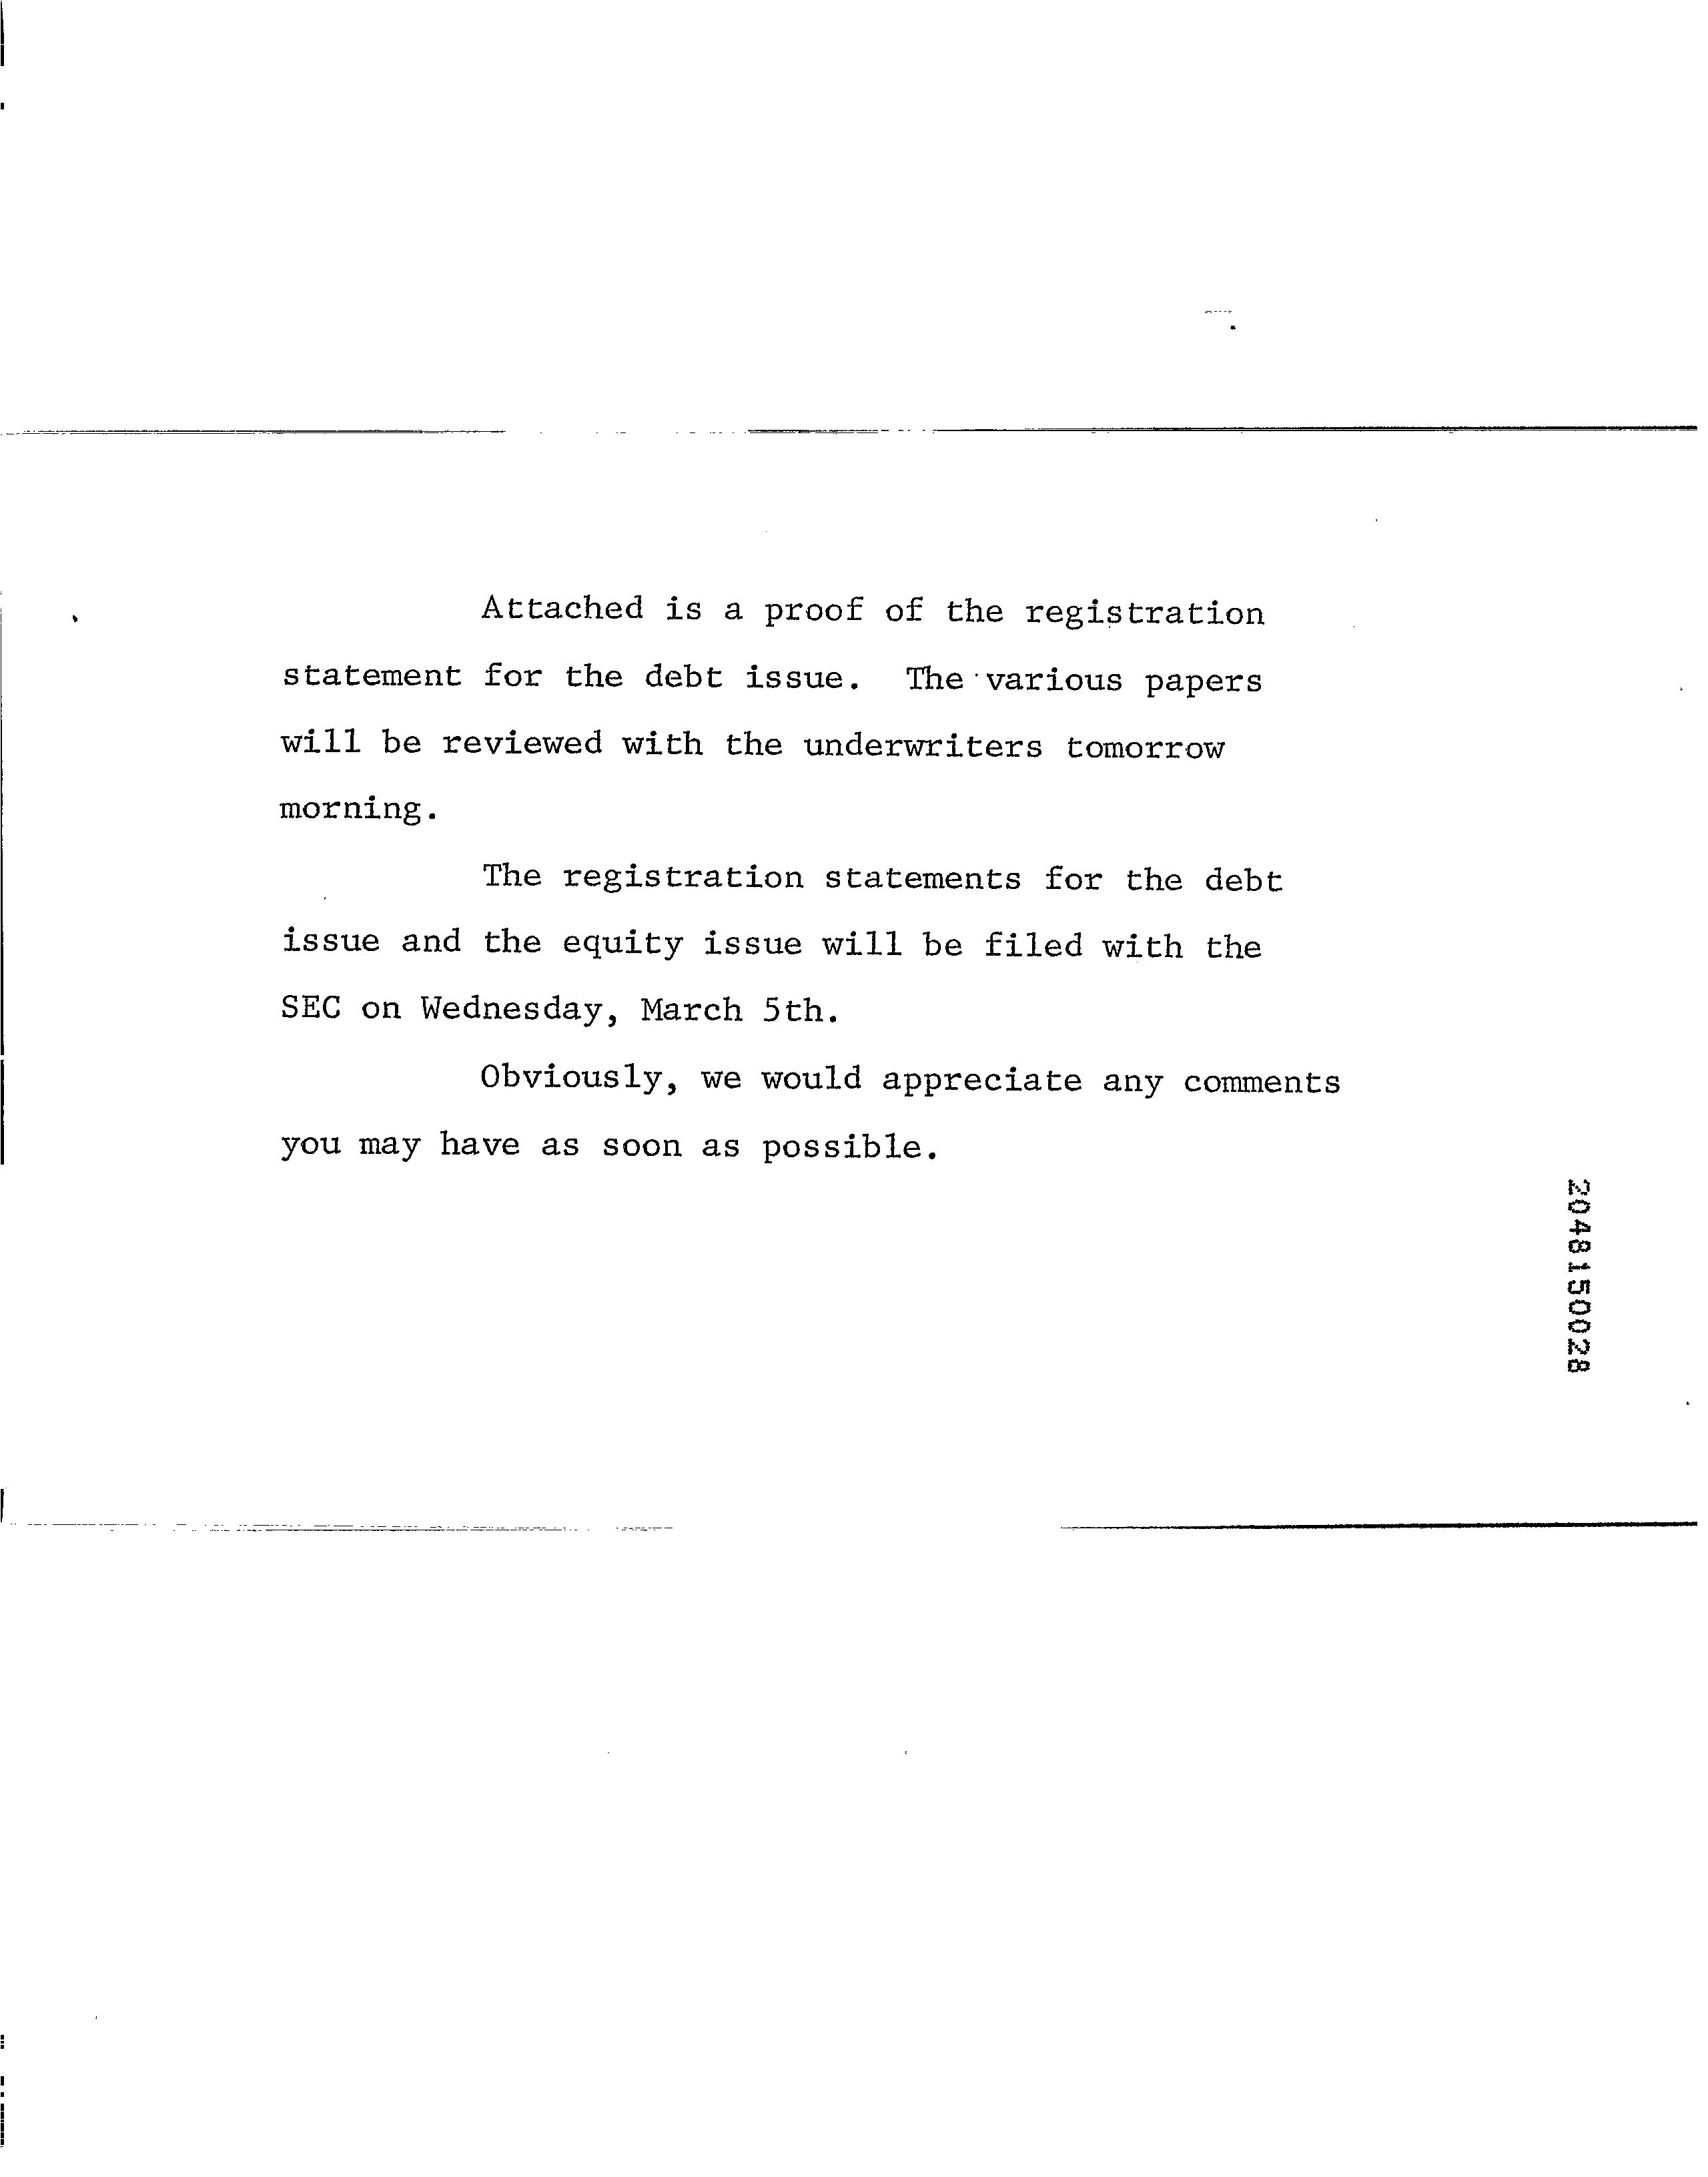 Attached is a proof of the registration
statement for the debt issue. The various papers
will be reviewed with the underwriters tomorrow
morning.
The registration statements for the debt
issue and the equity issue will be filed with the
SEC on Wednesday, March 5th.
Obviously, we would appreciate any comments
you may have as soon as possible.
2048150028